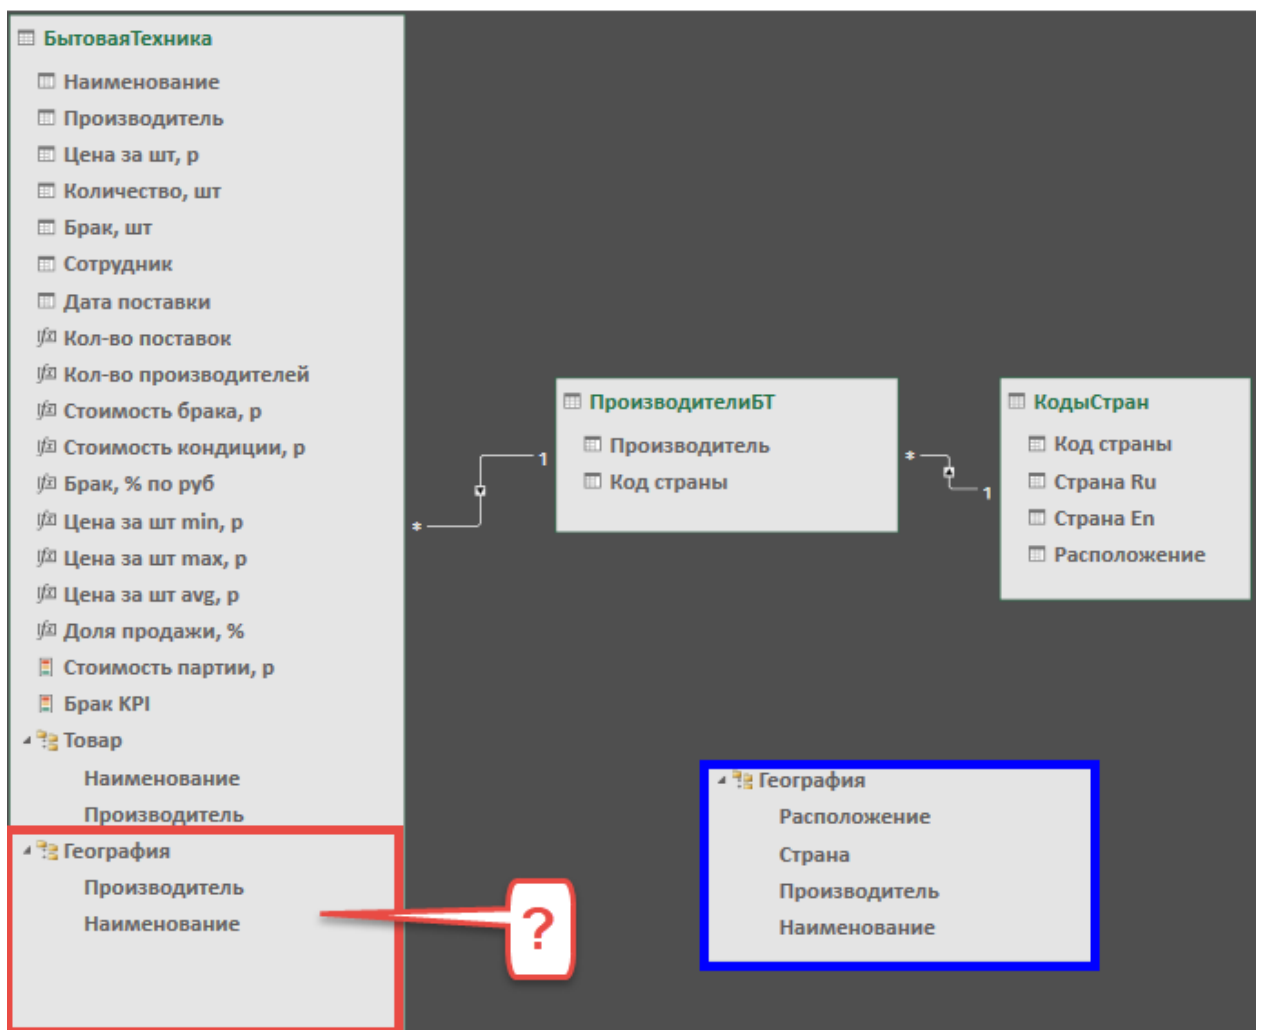 БытоваяТехника
Наименование
Производитель
Цена за шт, р
Количество, шт
Брак, шт
Сотрудник
Дата поставки
Кол-во поставок
Кол-во производителей
Стоимость брака, р
Стоимость кондиции, р
Брак, % по руб
Цена за шт min, р
Цена за шт max, р
Цена за шт avg, р
Доля продажи, %
Стоимость партии, р
Брак KPI
Товар
Наименование
Производитель
География
Производитель
Наименование
?
*
1
ПроизводителиБТ
Производитель
Код страны
*
1
КодыСтран
Код страны
Страна Ru
Страна En
Расположение
География
Расположение
Страна
Производитель
Наименование